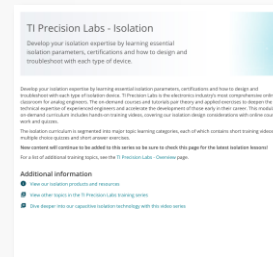 TI Precision Labs - Isolation
Develop your isolation expertise by learning essential
isolation parameters, certifications and how to design and
troubleshoot with each type of device.
Develop your isolation expertise by learning essential isolation parameters, certifications and how to design and
troubleshoot with each type of isolation device. TI Precision Labs is the electronics industry's most comprehensive online
classroom for analog engineers. The on-demand courses and tutorials pair theory and applied exercises to deepen the
technical expertise of experienced engineers and accelerate the development of those early in their career. This modular,
on-demand curriculum includes hands-on training videos, covering our isolation design considerations with online course
work and quizzes.
The isolation curriculum is segmented into major topic learning categories, each of which contains short training videos,
multiple choice quizzes and short answer exercises.
New content will continue to be added to this series so be sure to check this page for the latest isolation lessons!
For a list of additional training topics, see the TI Precision Labs - Overview page.
Additional information
View our isolation products and resources
View other topics in the TI Precision Labs training series
Dive deeper into our capacitive isolation technology with this video series